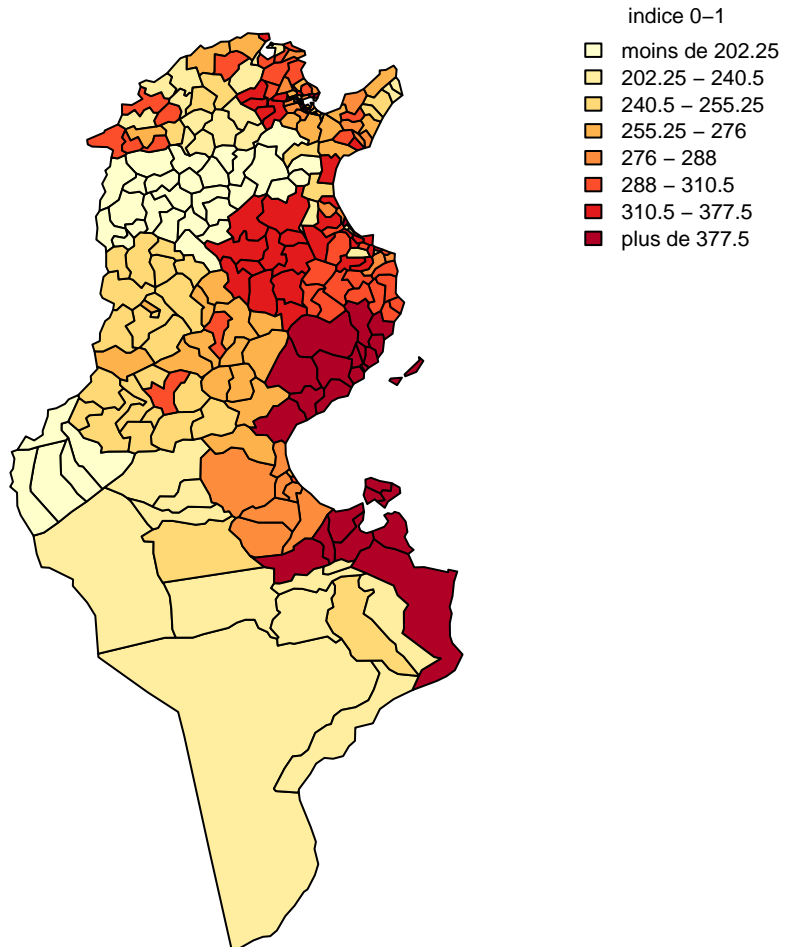 indice 0−1
moins de 202.25
202.25 − 240.5
240.5 − 255.25
255.25 − 276
276 − 288
288 − 310.5
310.5 − 377.5
plus de 377.5